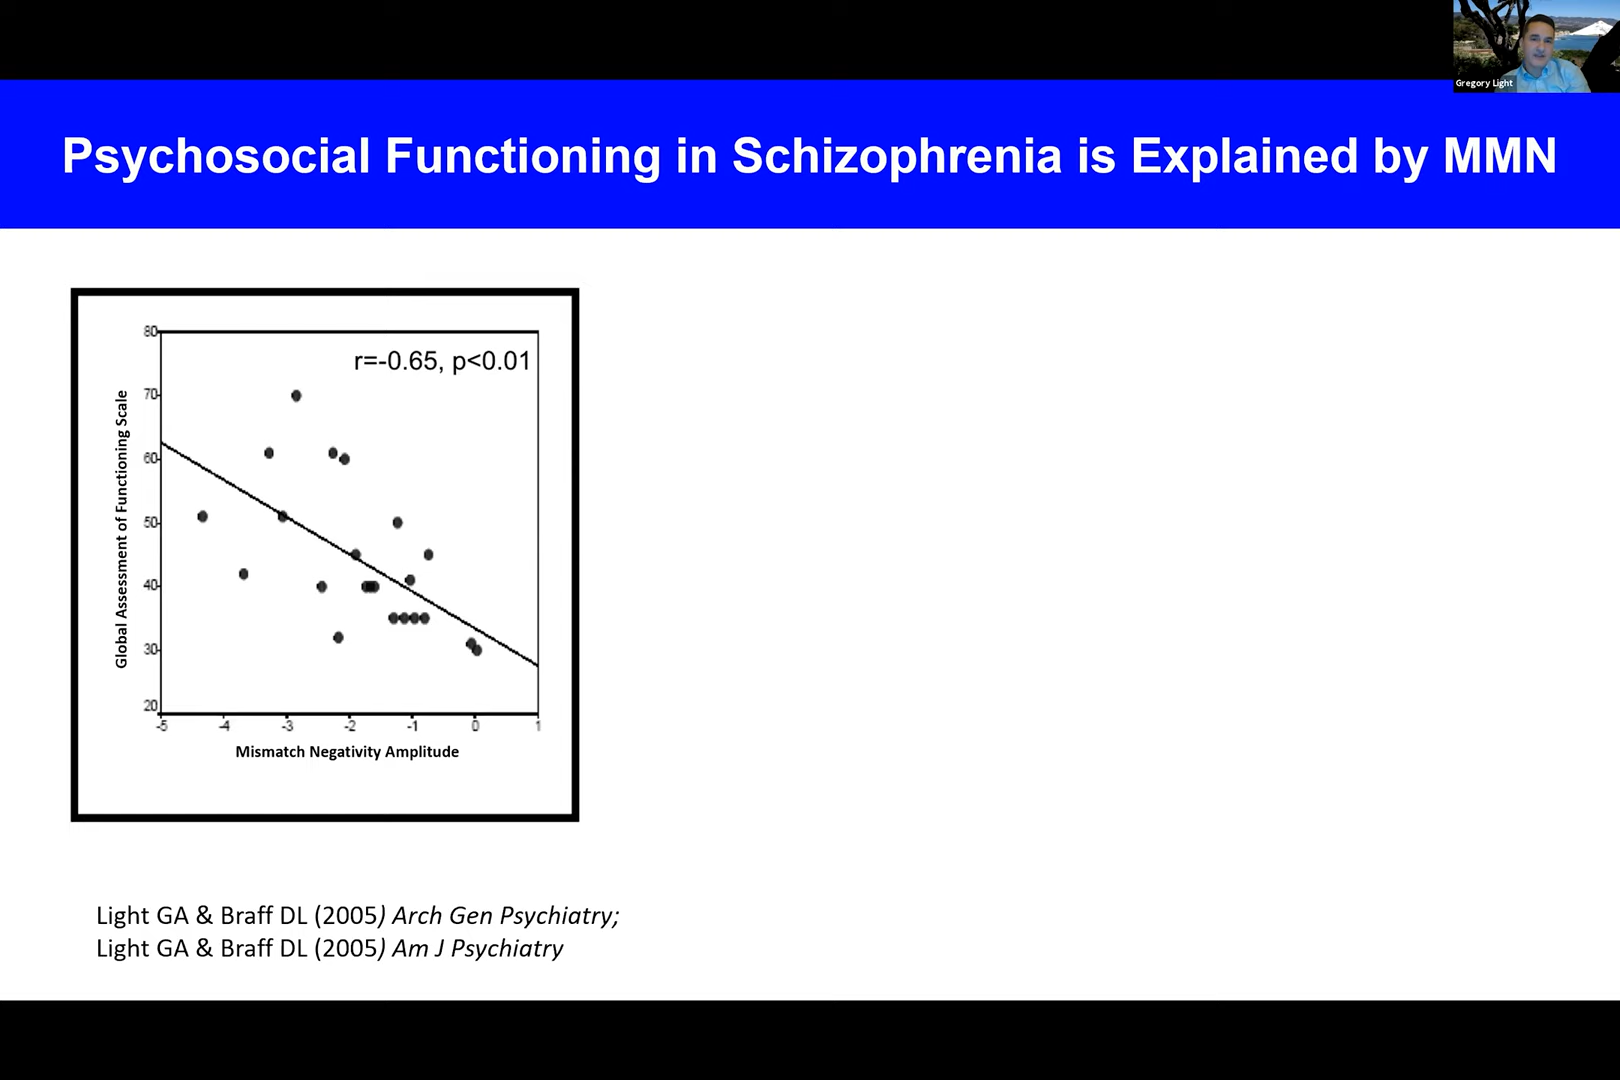 Gregory Light
Psychosocial Functioning in Schizophrenia is Explained by MMN
r=-0.65, p<0.01
Global Assessment of Functioning Scale
80
70
60
50
40
30
20
-5 -4 -3 -2 -1 0 1
Mismatch Negativity Amplitude
Light GA & Braff DL (2005) Arch Gen Psychiatry;
Light GA & Braff DL (2005) Am J Psychiatry